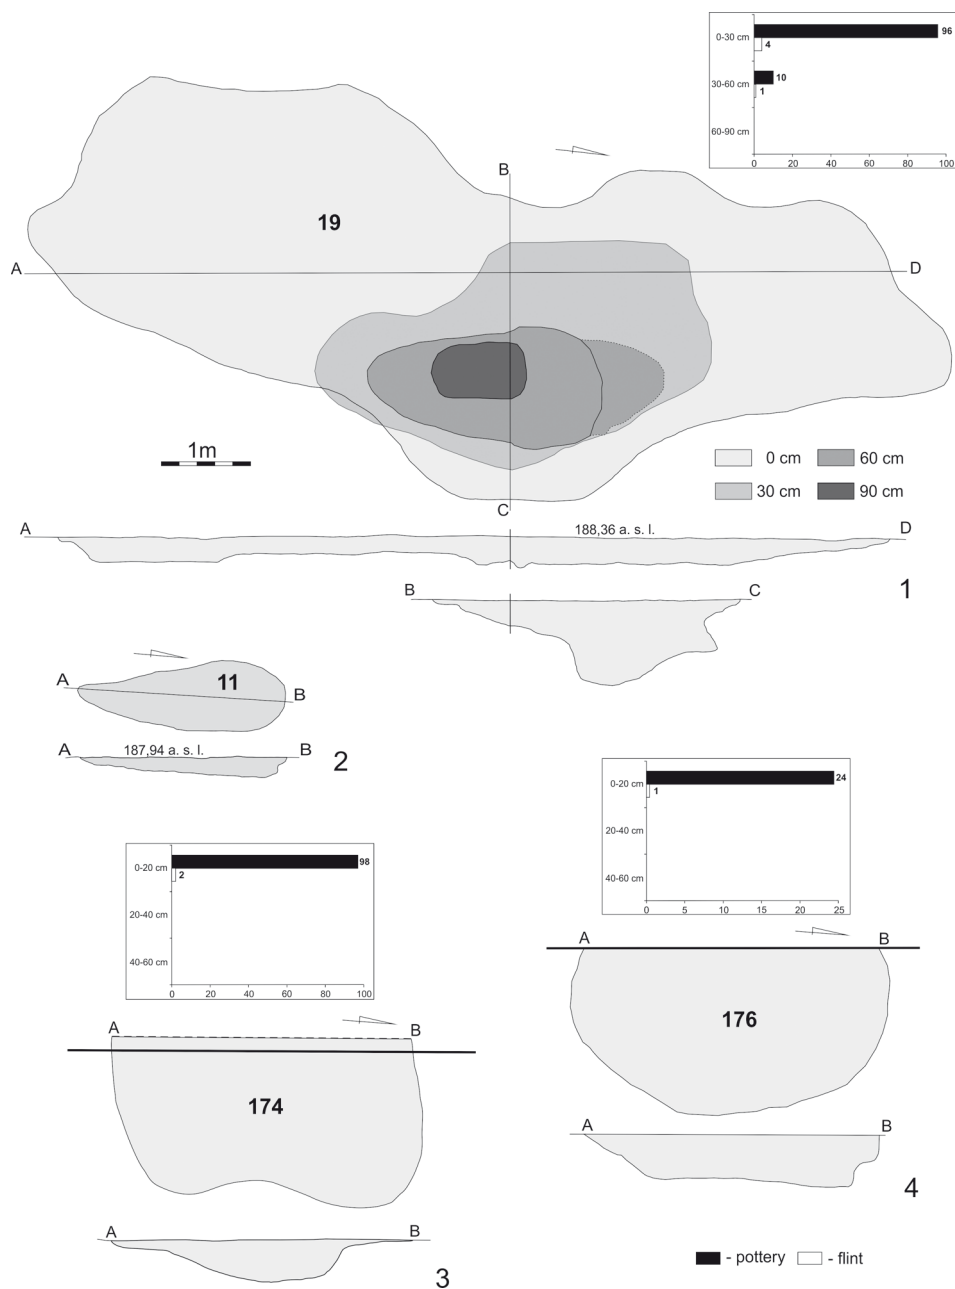 0-30 cm 96
4
30-60 cm 10
1
60-90 cm
0 20 40 60 80 100
B
19
A D
1m
0 cm 60 cm
30 cm 90 cm
C
A 188,36 a. s. l. D
B C
1
A 11 B
A 187,94 a. s. l. B
2
0-20 cm 24
1
20-40 cm
40-60 cm
0 5 10 15 20 25
0-20 cm 98
2
20-40 cm
40-60 cm
0 20 40 60 80 100
A B
176
A B
4
A B
174
A B
3
- pottery - flint